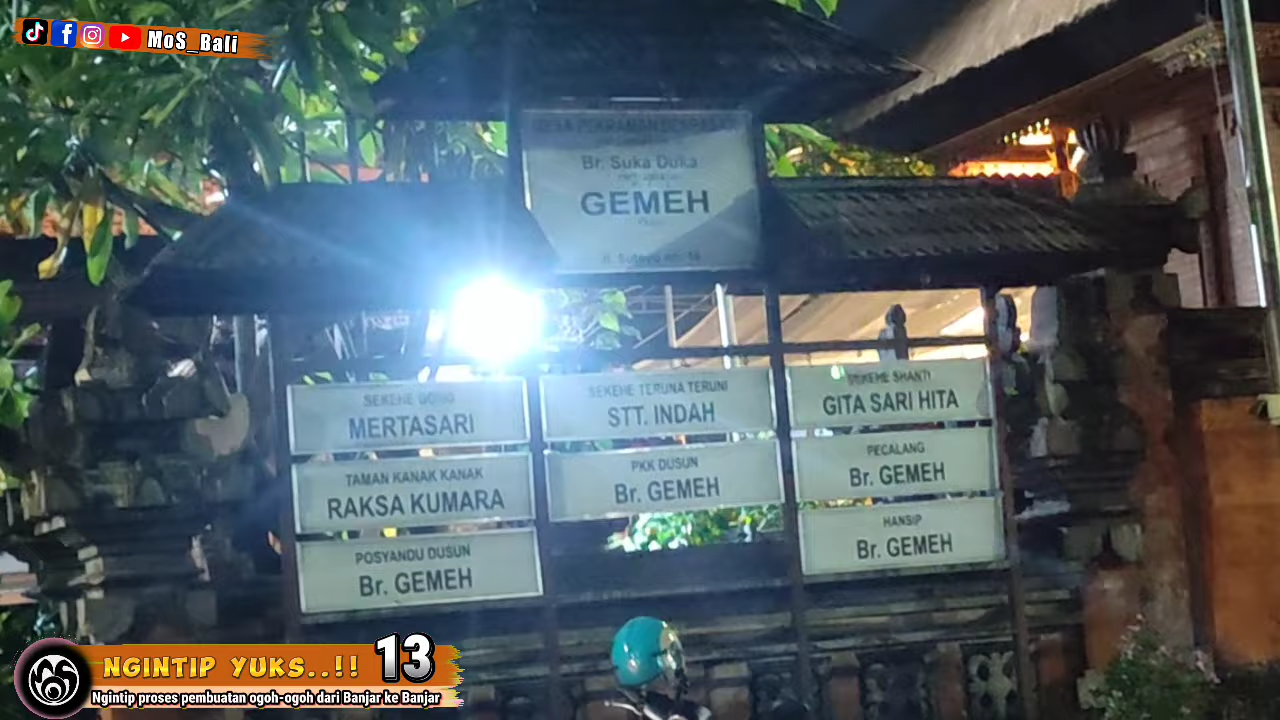 MoS_Bali
Br. Suka Duka
GEMEH
SEKEHE GONG
MERTASARI
SEKEHE TERUNA TERUNI
STT. INDAH
SEKEHE SHANTI
GITA SARI HITA
TAMAN KANAK KANAK
RAKSA KUMARA
PKK DUSUN
Br. GEMEH
PECALANG
Br. GEMEH
POSYANDU DUSUN
Br. GEMEH
HANSIP
Br. GEMEH
NGINTIP YUKS..!! 13
Ngintip proses pembuatan ogoh-ogoh dari Banjar ke Banjar